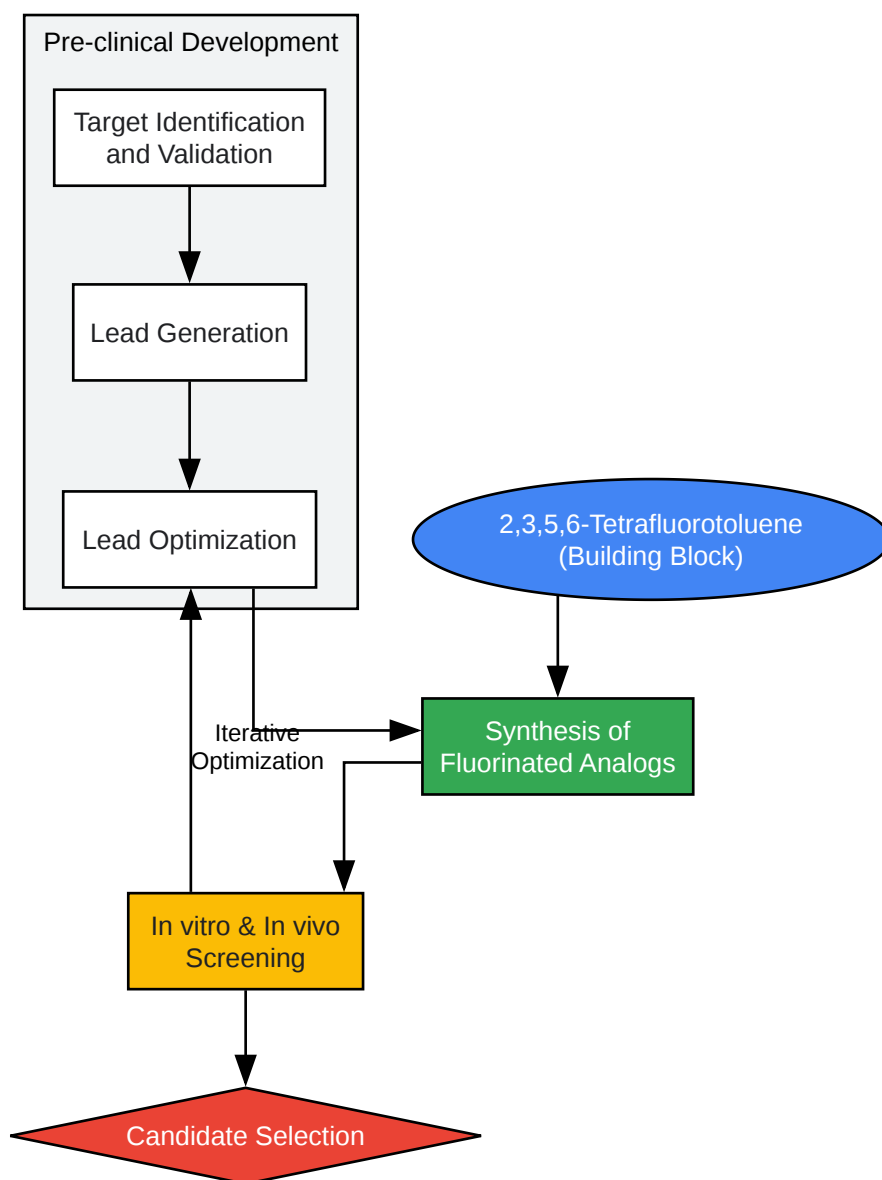 Pre-clinical Development
Target Identification
and Validation
Lead Generation
Lead Optimization
2,3,5,6-Tetrafluorotoluene
(Building Block)
Iterative
Optimization
Synthesis of
Fluorinated Analogs
In vitro & In vivo
Screening
Candidate Selection